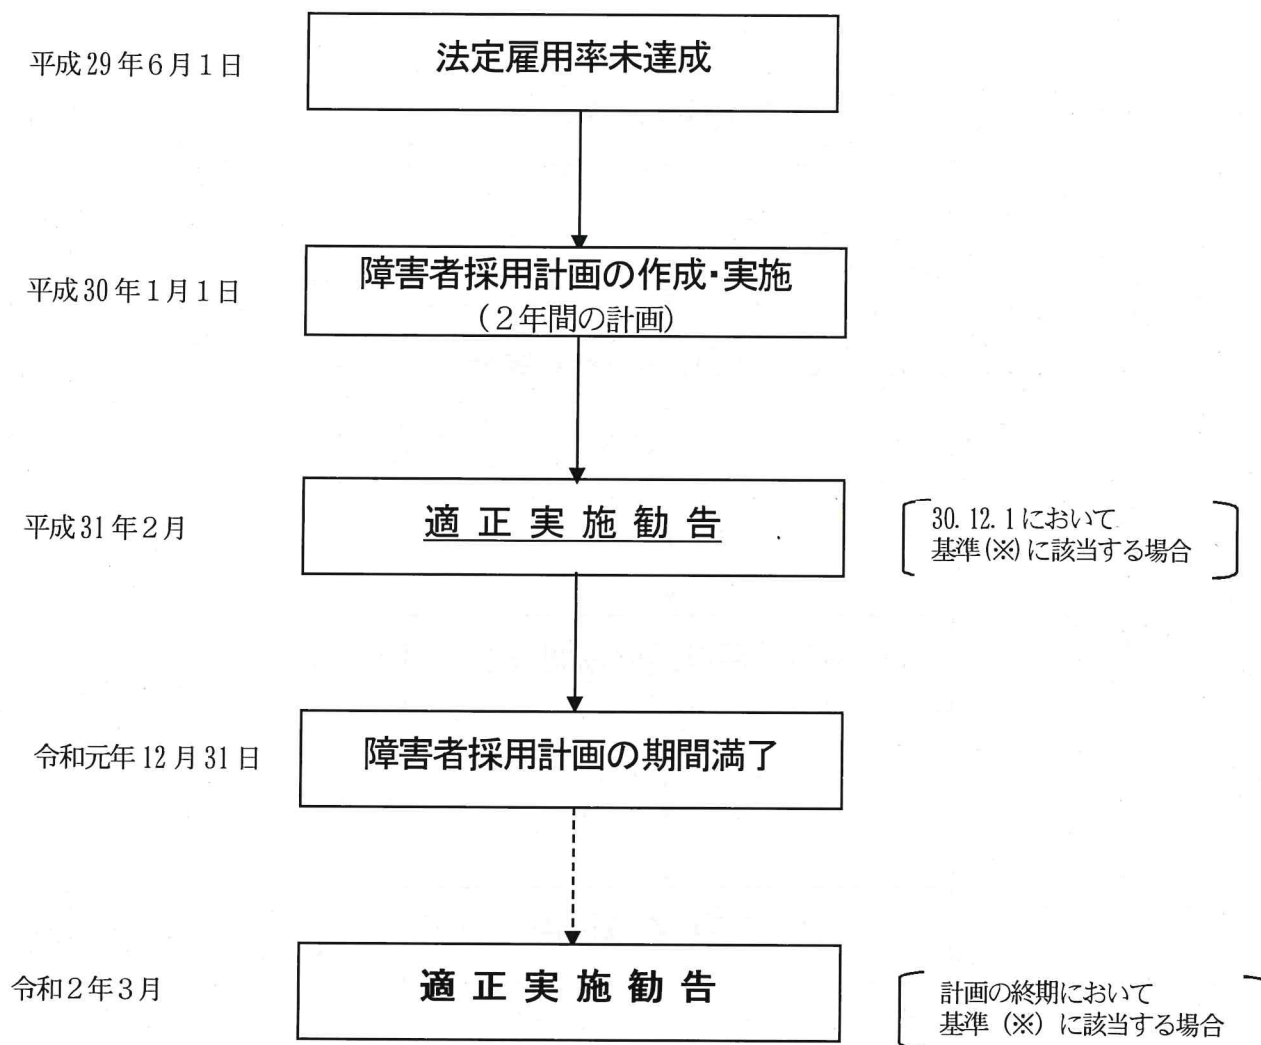 平成29年6月1日
法定雇用率未達成
平成30年1月1日
障害者採用計画の作成・実施
(２年間の計画)
平成31年2月
適正実施勧告
30.12.1において
基準(※)に該当する場合
令和元年12月31日
障害者採用計画の期間満了
令和２年３月
適正実施勧告
計画の終期において
基準（※）に該当する場合